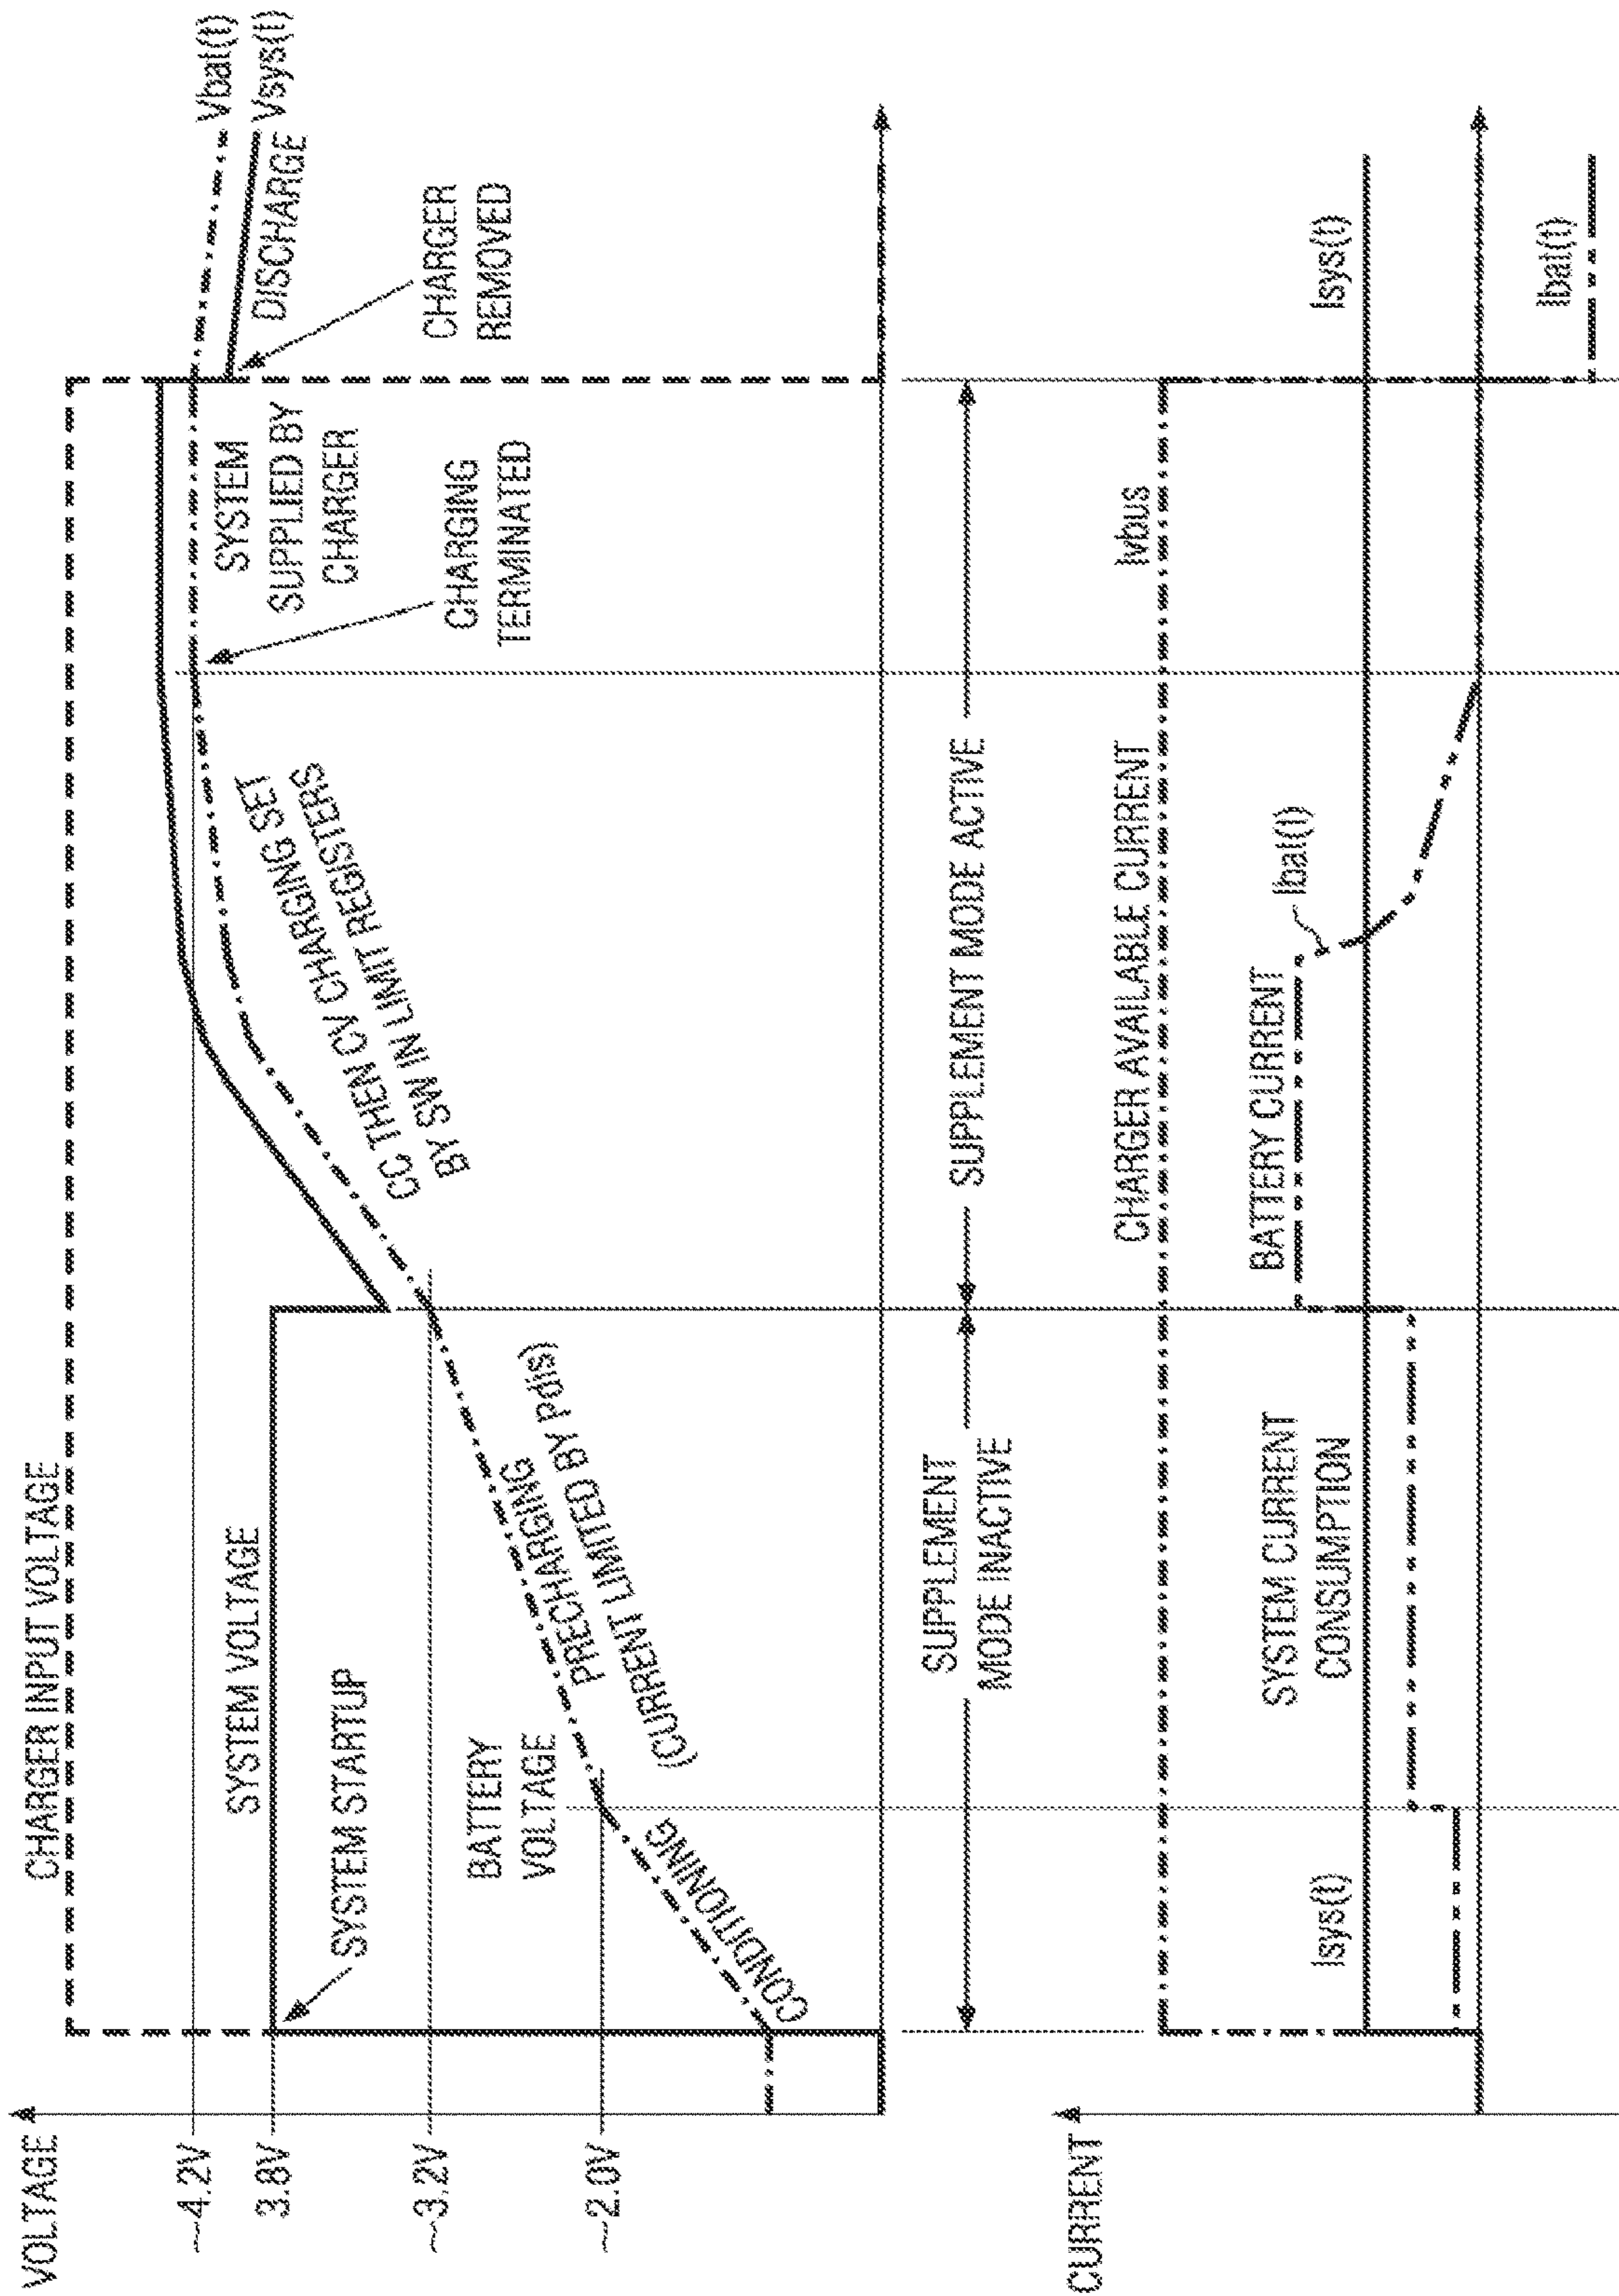 VOLTAGE
CHARGER INPUT VOLTAGE
~4.2V
3.8V
~3.2V
~2.0V
SYSTEM VOLTAGE
SYSTEM STARTUP
BATTERY
VOLTAGE
CONDITIONING
PRECHARGING
(CURRENT LIMITED BY pdis)
CC THEN CV CHARGING SET
BY SW IN LIMIT REGISTERS
SYSTEM
SUPPLIED BY
CHARGER
CHARGING
TERMINATED
Vbat(t)
Vsys(t)
DISCHARGE
CHARGER
REMOVED
SUPPLEMENT
MODE INACTIVE
SUPPLEMENT MODE ACTIVE
CURRENT
CHARGER AVAILABLE CURRENT
Ivbus
Isys(t)
SYSTEM CURRENT
CONSUMPTION
BATTERY CURRENT
Ibat(t)
Isys(t)
Ibat(t)